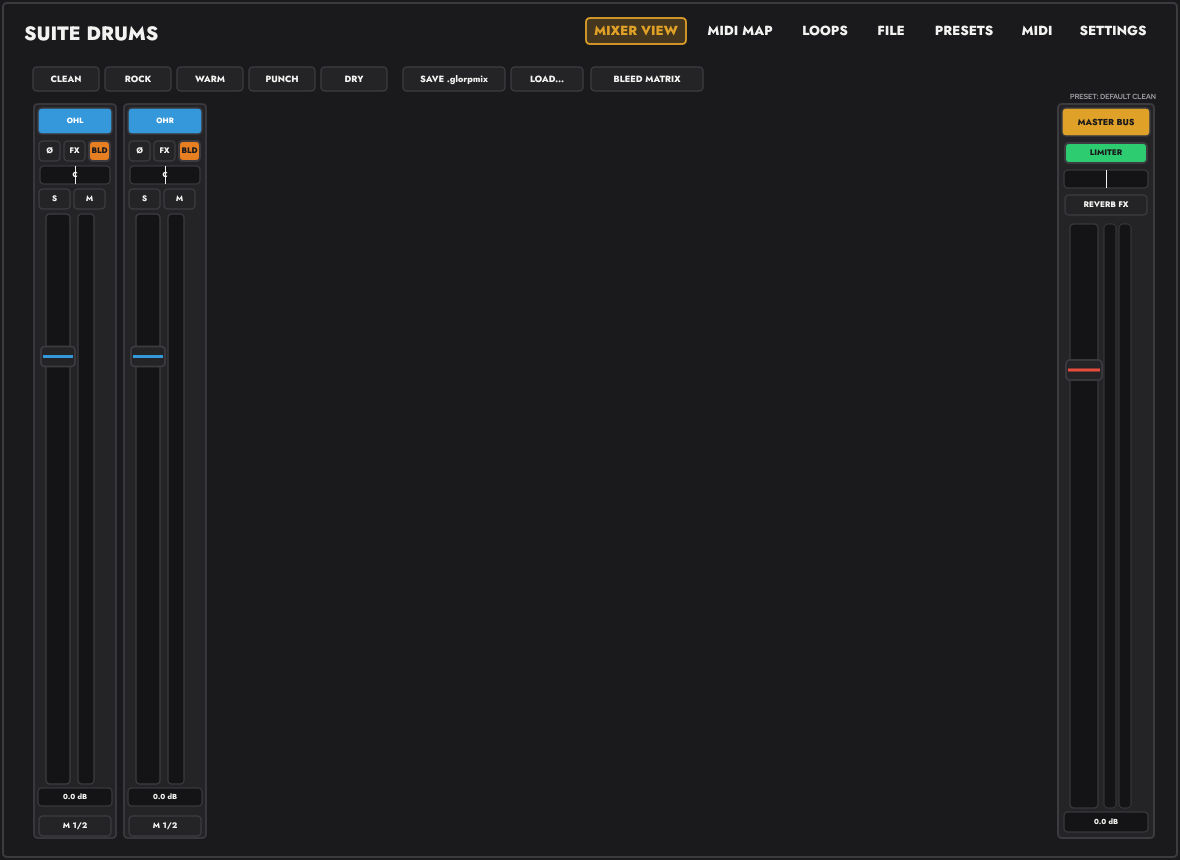 SUITE DRUMS
MIXER VIEW MIDI MAP LOOPS FILE PRESETS MIDI SETTINGS
CLEAN ROCK WARM PUNCH DRY SAVE .glorpmix LOAD... BLEED MATRIX
PRESET: DEFAULT CLEAN
OHL OHR MASTER BUS
Ø FX BLD Ø FX BLD LIMITER
C C
S M S M REVERB FX
0.0 dB 0.0 dB
M 1/2 M 1/2
0.0 dB